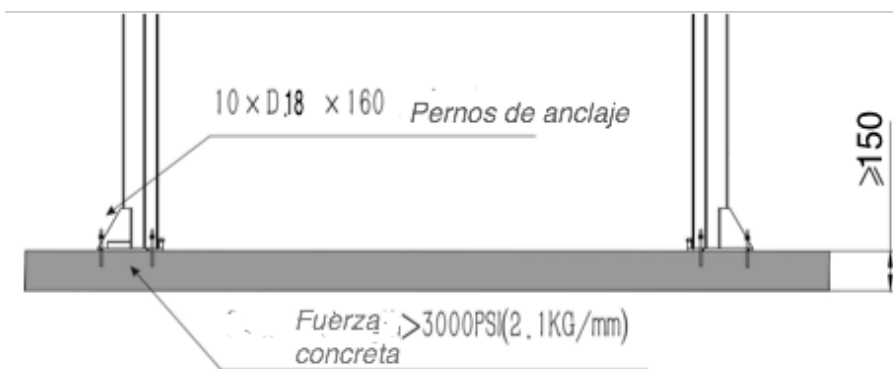 10×D18 ×160 Pernos de anclaje
≥150
Fuerza >3000PSI(2.1KG/mm)
concreta